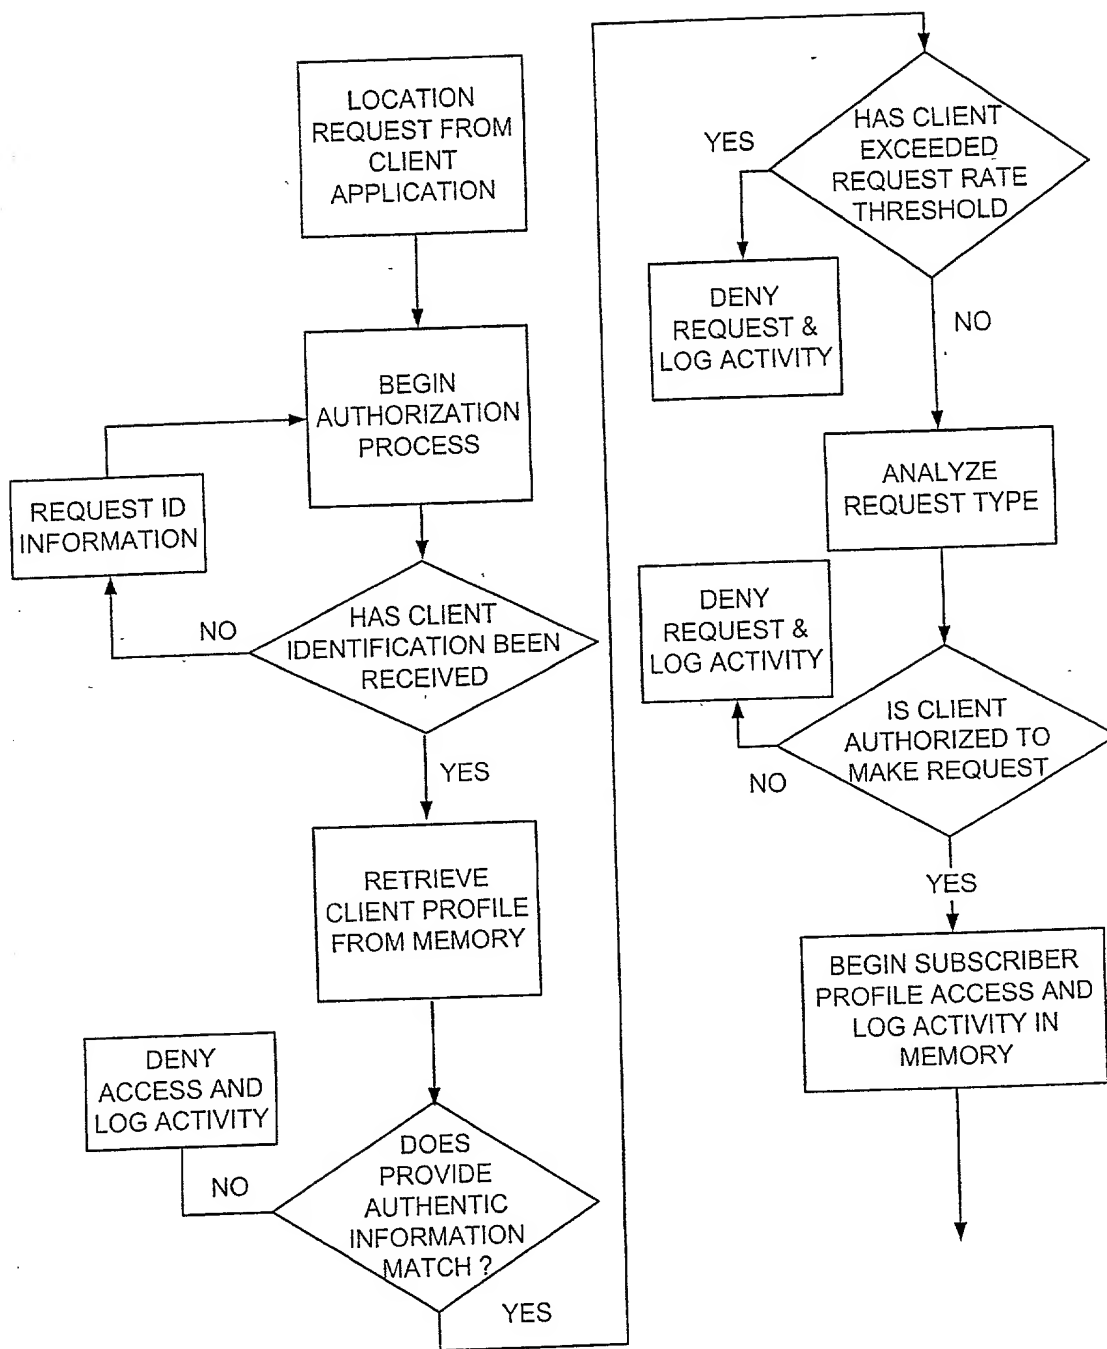 LOCATION
REQUEST FROM
CLIENT
APPLICATION
BEGIN
AUTHORIZATION
PROCESS
REQUEST ID
INFORMATION
NO
HAS CLIENT
IDENTIFICATION BEEN
RECEIVED
YES
RETRIEVE
CLIENT PROFILE
FROM MEMORY
DENY
ACCESS AND
LOG ACTIVITY
NO
DOES
PROVIDE
AUTHENTIC
INFORMATION
MATCH ?
YES
HAS CLIENT
EXCEEDED
REQUEST RATE
THRESHOLD
YES
DENY
REQUEST &
LOG ACTIVITY
NO
ANALYZE
REQUEST TYPE
DENY
REQUEST &
LOG ACTIVITY
IS CLIENT
AUTHORIZED TO
MAKE REQUEST
NO
YES
BEGIN SUBSCRIBER
PROFILE ACCESS AND
LOG ACTIVITY IN
MEMORY